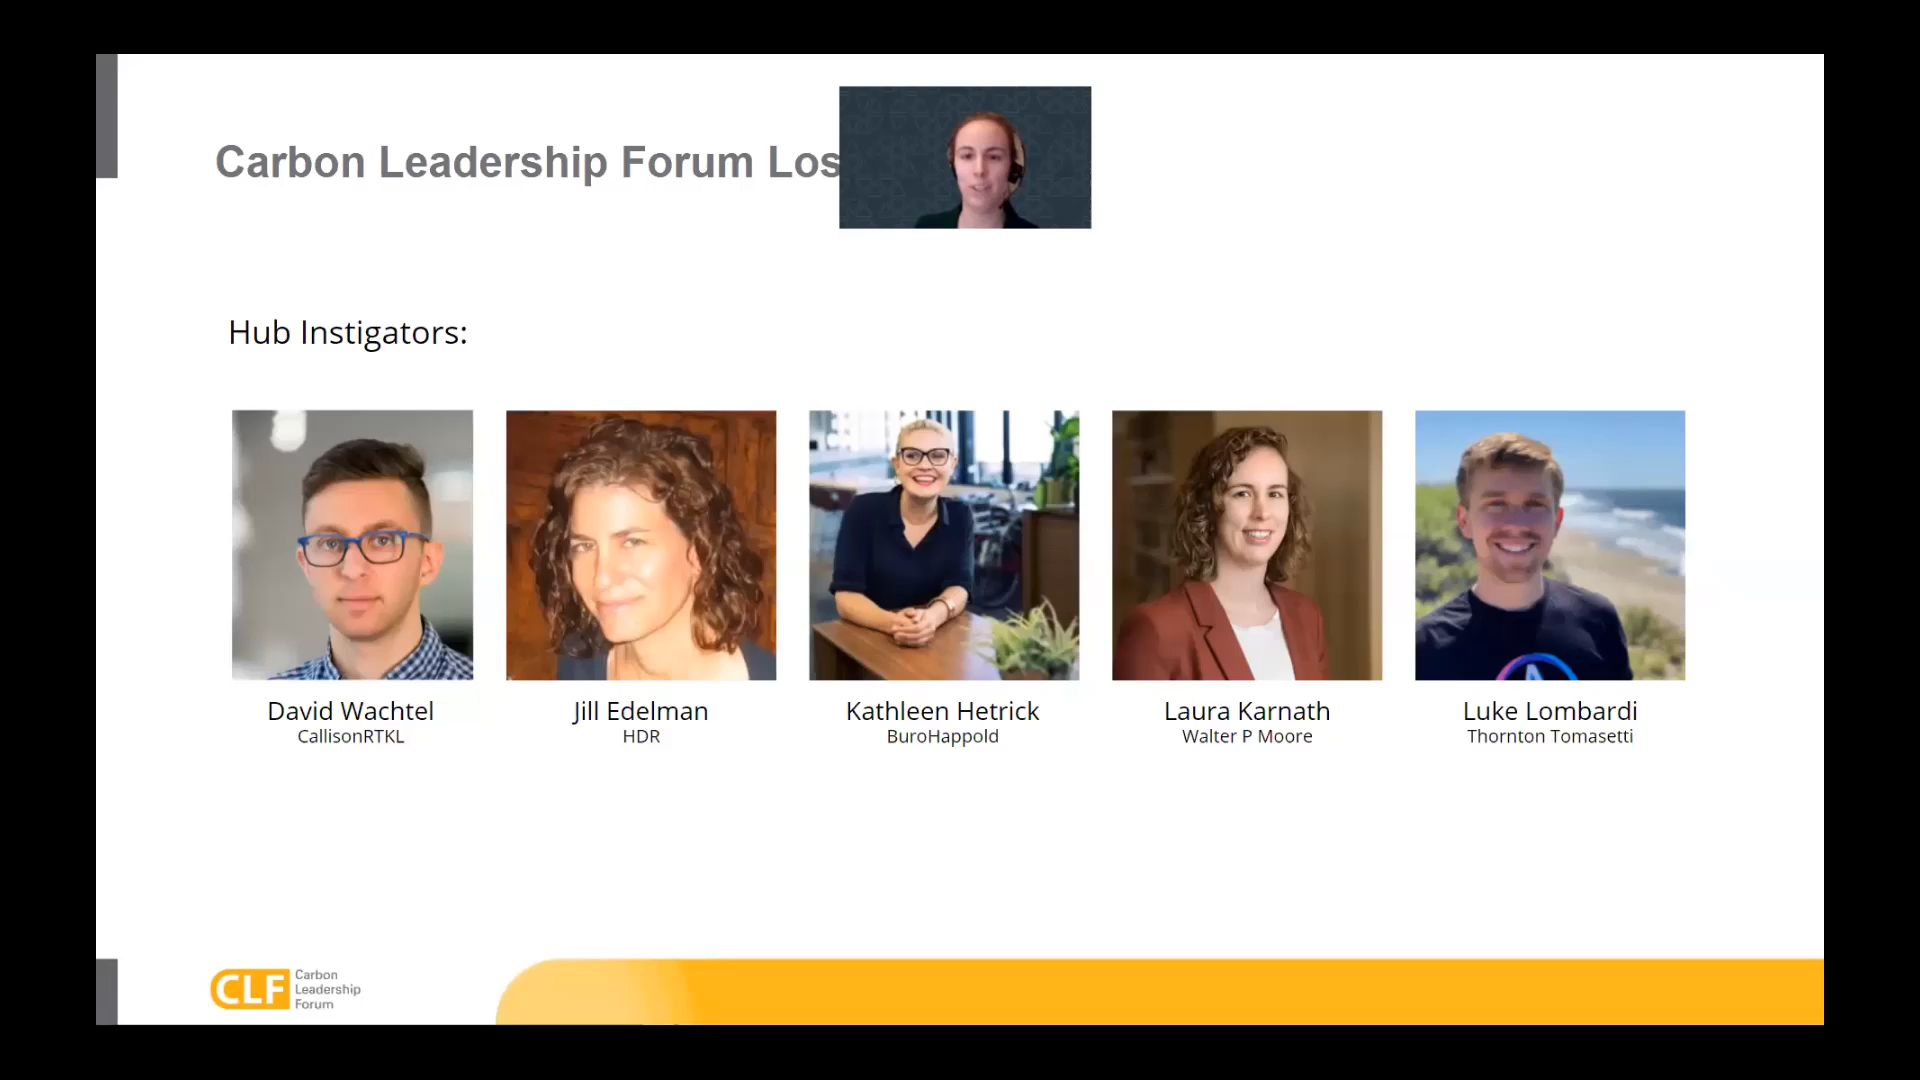 Carbon Leadership Forum Los
Hub Instigators:
David Wachtel
CallisonRTKL
Jill Edelman
HDR
Kathleen Hetrick
BuroHappold
Laura Karnath
Walter P Moore
Luke Lombardi
Thornton Tomasetti
CLF
Carbon
Leadership
Forum